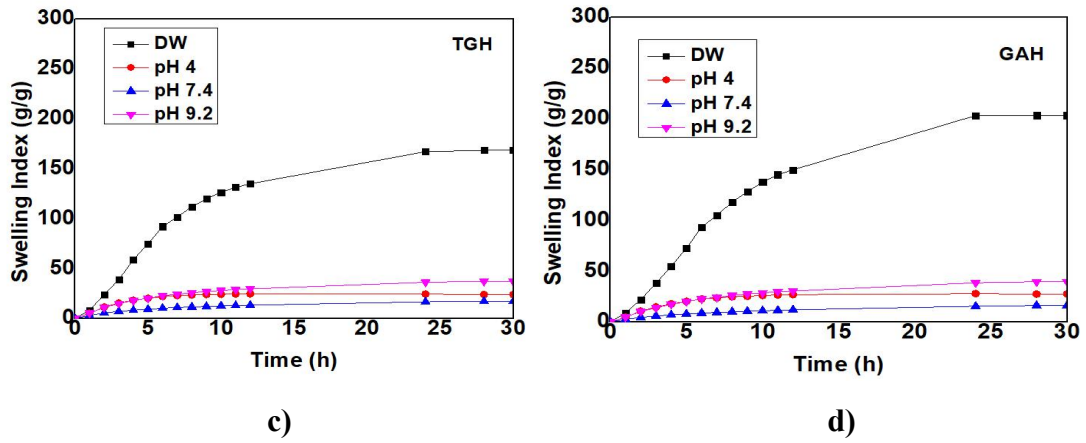 300
250
200
150
100
50
0
Swelling Index (g/g)
DW
pH 4
pH 7.4
pH 9.2
TGH
0 5 10 15 20 25 30
Time (h)
c)
300
250
200
150
100
50
0
Swelling Index (g/g)
DW
pH 4
pH 7.4
pH 9.2
GAH
0 5 10 15 20 25 30
Time (h)
d)